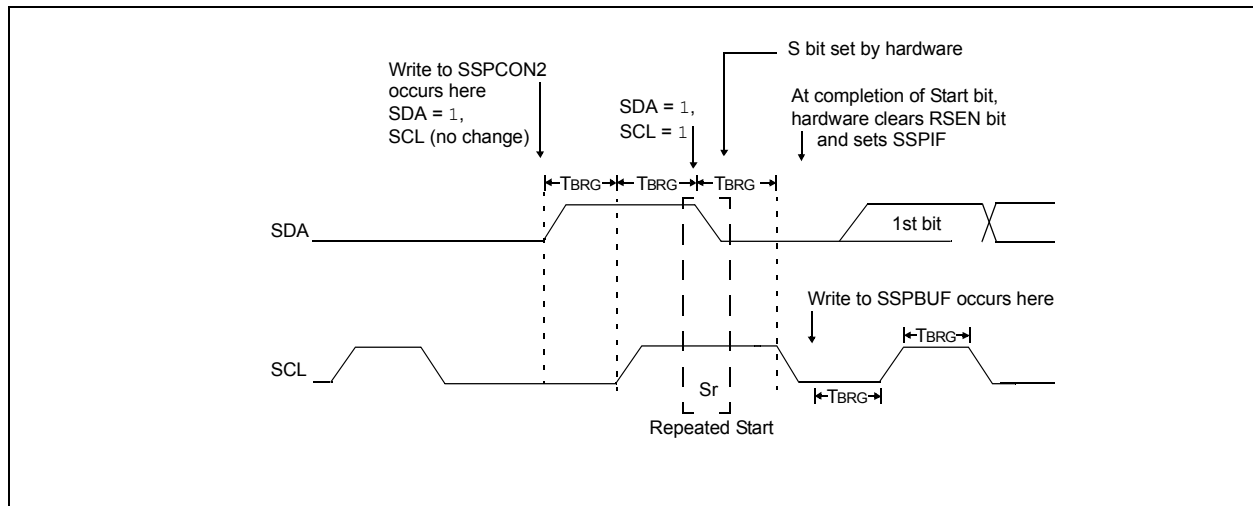 S bit set by hardware
Write to SSPCON2
occurs here
SDA = 1,
SCL (no change)
SDA = 1,
SCL = 1
At completion of Start bit,
hardware clears RSEN bit
and sets SSPIF
TBRG TBRG TBRG
SDA
1st bit
Write to SSPBUF occurs here
TBRG
SCL
Sr
TBRG
Repeated Start